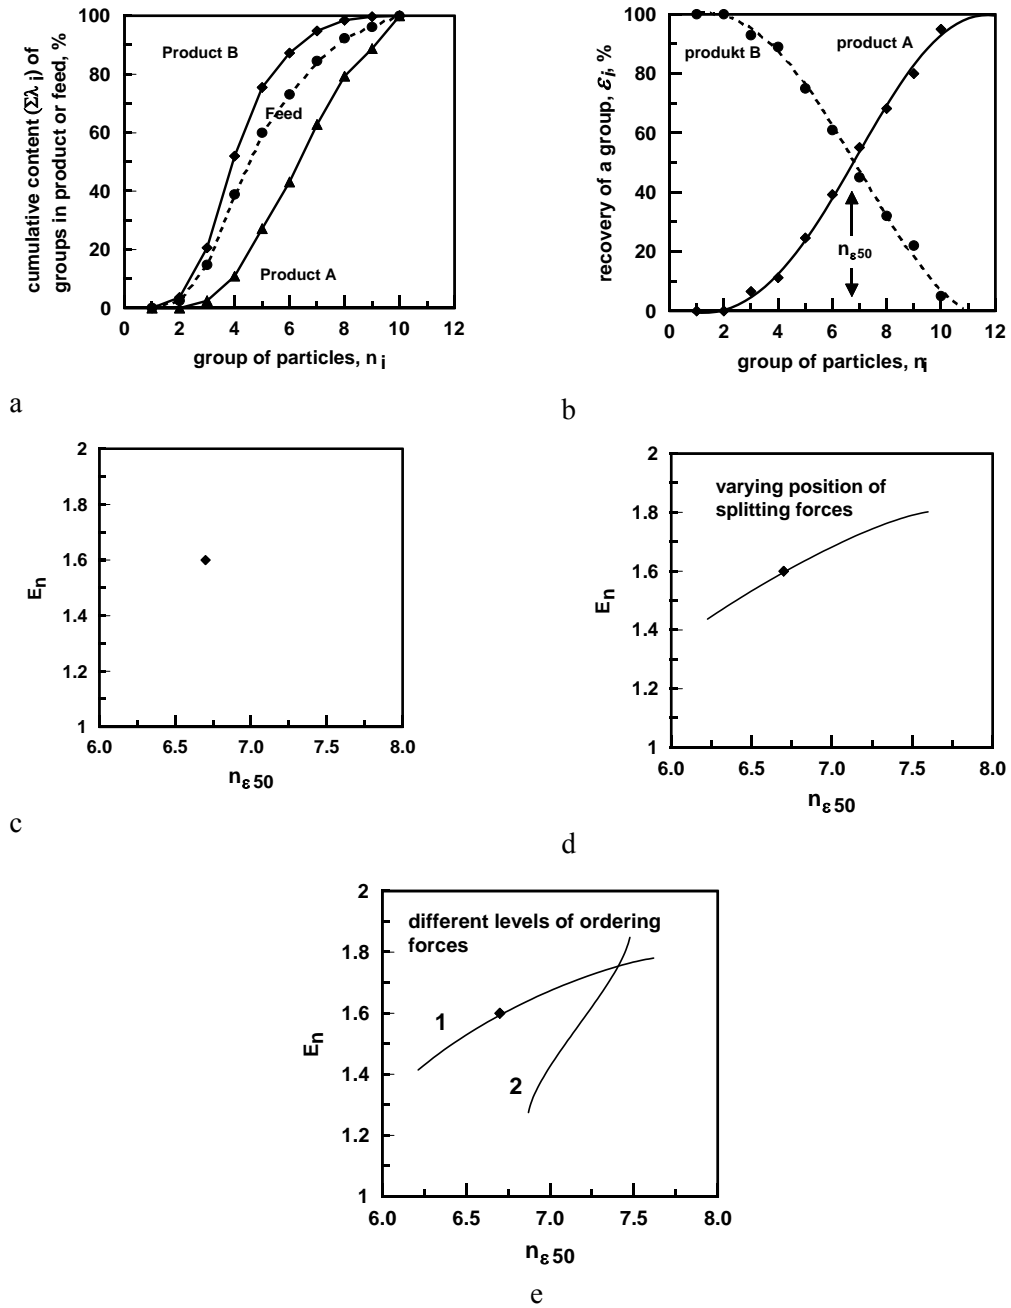 cumulative content (Σλ i) of
groups in product or feed, %
100
80
60
40
20
0
Product B
Feed
Product A
0 2 4 6 8 10 12
group of particles, n i
a
recovery of a group, εi, %
100
80
60
40
20
0
produkt B
product A
nε50
0 2 4 6 8 10 12
group of particles, ni
b
En
2
1.8
1.6
1.4
1.2
1
6.0 6.5 7.0 7.5 8.0
nε 50
c
En
2
1.8
1.6
1.4
1.2
1
varying position of
splitting forces
6.0 6.5 7.0 7.5 8.0
nε 50
d
En
2
1.8
1.6
1.4
1.2
1
different levels of ordering
forces
1
2
6.0 6.5 7.0 7.5 8.0
nε 50
e